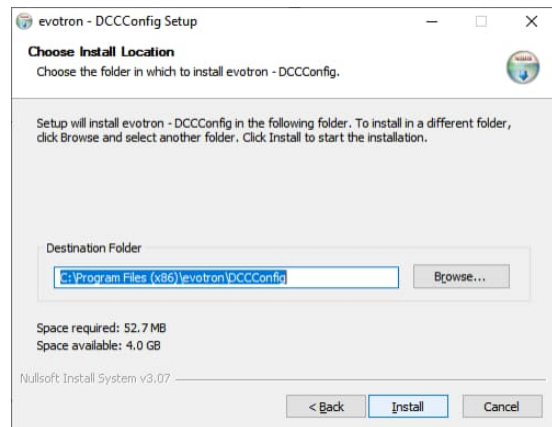 evotron - DCCConfig Setup
Choose Install Location
Choose the folder in which to install evotron - DCCConfig.
Setup will install evotron - DCCConfig in the following folder. To install in a different folder,
click Browse and select another folder. Click Install to start the installation.
Destination Folder
C:\Program Files (x86)\evotron\DCCConfig
Browse...
Space required: 52.7 MB
Space available: 4.0 GB
Nullsoft Install System v3.07
< Back
Install
Cancel